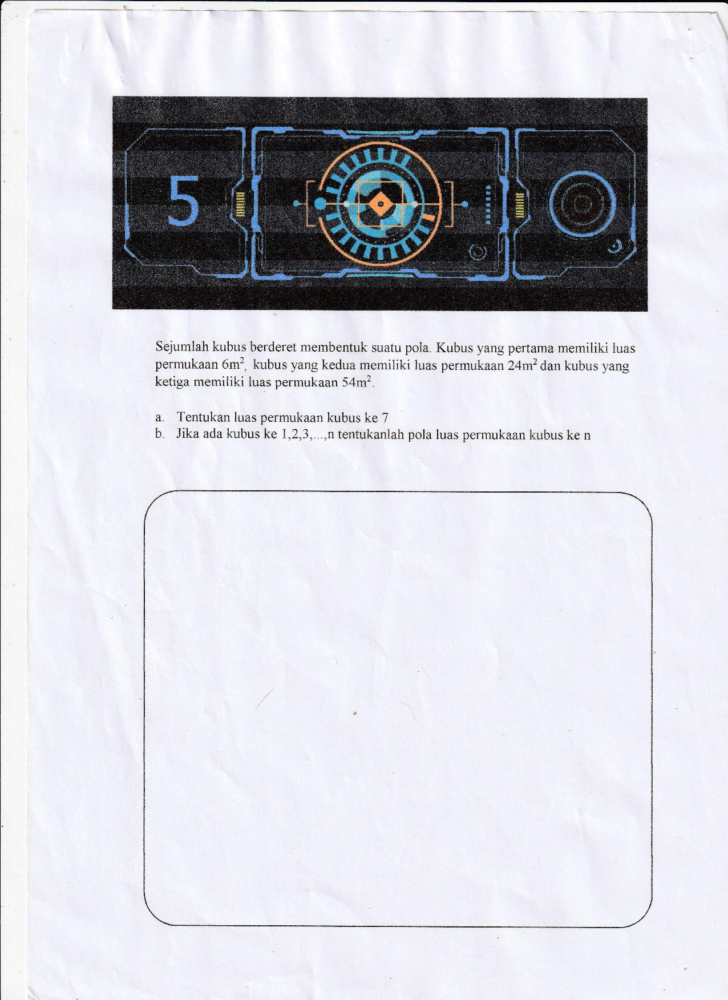 5
Sejumlah kubus berderet membentuk suatu pola. Kubus yang pertama memiliki luas
permukaan 6m², kubus yang kedua memiliki luas permukaan 24m² dan kubus yang
ketiga memiliki luas permukaan 54m².
a. Tentukan luas permukaan kubus ke 7
b. Jika ada kubus ke 1,2,3,...,n tentukanlah pola luas permukaan kubus ke n